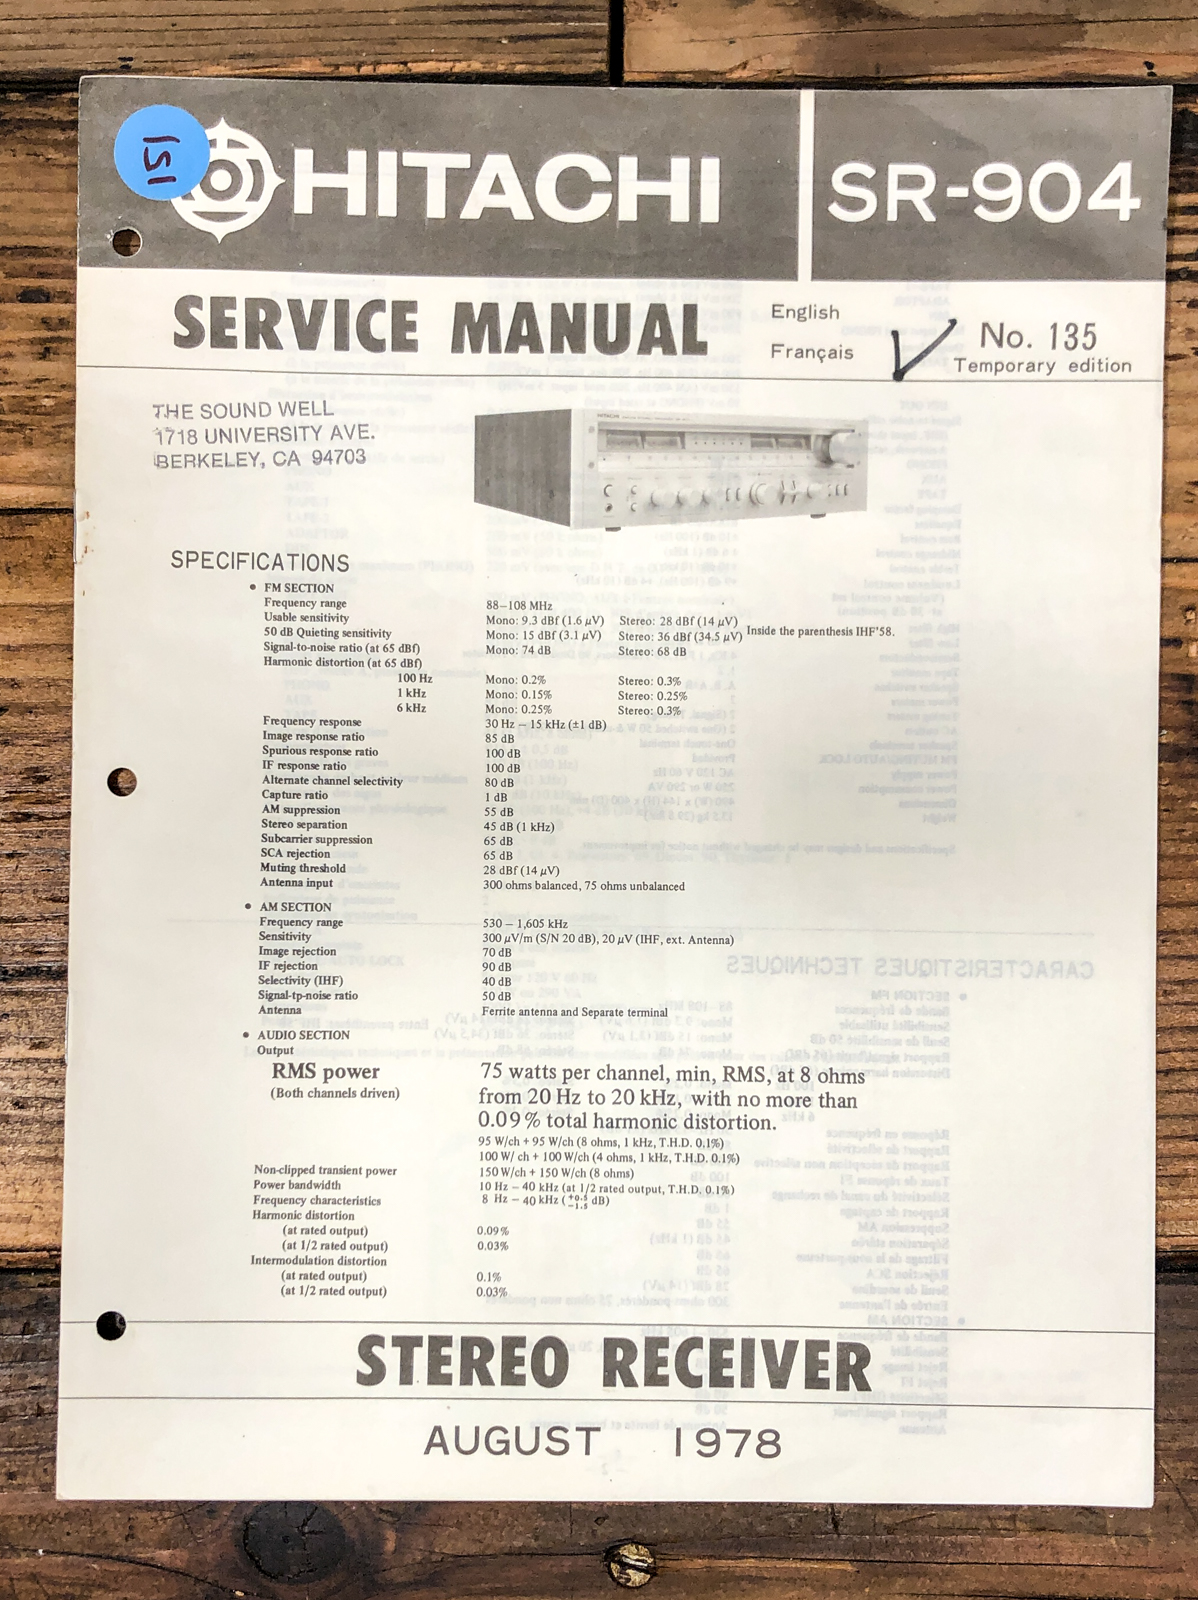 151
HITACHI
SR-904
SERVICE MANUAL
English
Français
No. 135
Temporary edition
THE SOUND WELL
1718 UNIVERSITY AVE.
BERKELEY, CA 94703
HITACHI
SPECIFICATIONS
• FM SECTION
Frequency range 88–108 MHz
Usable sensitivity Mono: 9.3 dBf (1.6 µV) Stereo: 28 dBf (14 µV)
50 dB Quieting sensitivity Mono: 15 dBf (3.1 µV) Stereo: 36 dBf (34.5 µV) Inside the parenthesis IHF'58.
Signal-to-noise ratio (at 65 dBf) Mono: 74 dB Stereo: 68 dB
Harmonic distortion (at 65 dBf)
100 Hz Mono: 0.2% Stereo: 0.3%
1 kHz Mono: 0.15% Stereo: 0.25%
6 kHz Mono: 0.25% Stereo: 0.3%
Frequency response 30 Hz – 15 kHz (±1 dB)
Image response ratio 85 dB
Spurious response ratio 100 dB
IF response ratio 100 dB
Alternate channel selectivity 80 dB
Capture ratio 1 dB
AM suppression 55 dB
Stereo separation 45 dB (1 kHz)
Subcarrier suppression 65 dB
SCA rejection 65 dB
Muting threshold 28 dBf (14 µV)
Antenna input 300 ohms balanced, 75 ohms unbalanced
• AM SECTION
Frequency range 530 – 1,605 kHz
Sensitivity 300 µV/m (S/N 20 dB), 20 µV (IHF, ext. Antenna)
Image rejection 70 dB
IF rejection 90 dB
Selectivity (IHF) 40 dB
Signal-tp-noise ratio 50 dB
Antenna Ferrite antenna and Separate terminal
• AUDIO SECTION
Output
RMS power 75 watts per channel, min, RMS, at 8 ohms
(Both channels driven) from 20 Hz to 20 kHz, with no more than
0.09% total harmonic distortion.
95 W/ch + 95 W/ch (8 ohms, 1 kHz, T.H.D. 0.1%)
100 W/ ch + 100 W/ch (4 ohms, 1 kHz, T.H.D. 0.1%)
Non-clipped transient power 150 W/ch + 150 W/ch (8 ohms)
Power bandwidth 10 Hz – 40 kHz (at 1/2 rated output, T.H.D. 0.1%)
Frequency characteristics 8 Hz – 40 kHz (+0.5 −1.5 dB)
Harmonic distortion
(at rated output) 0.09%
(at 1/2 rated output) 0.03%
Intermodulation distortion
(at rated output) 0.1%
(at 1/2 rated output) 0.03%
STEREO RECEIVER
AUGUST 1978